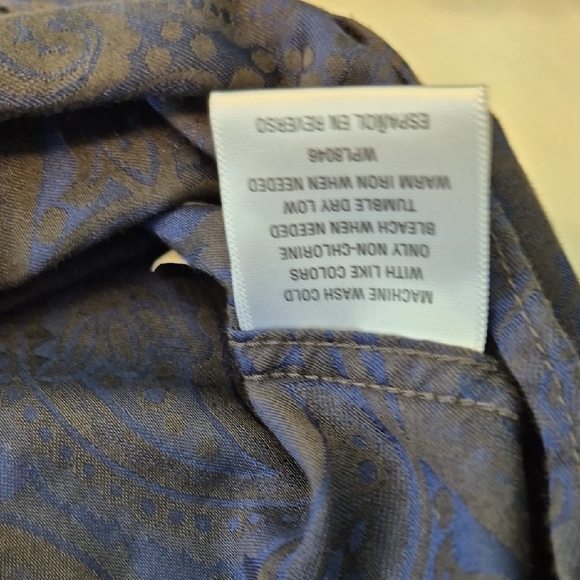 MACHINE WASH COLD
WITH LIKE COLORS
ONLY NON-CHLORINE
BLEACH WHEN NEEDED
TUMBLE DRY LOW
WARM IRON WHEN NEEDED
WPL8046
ESPAÑOL EN REVERSO